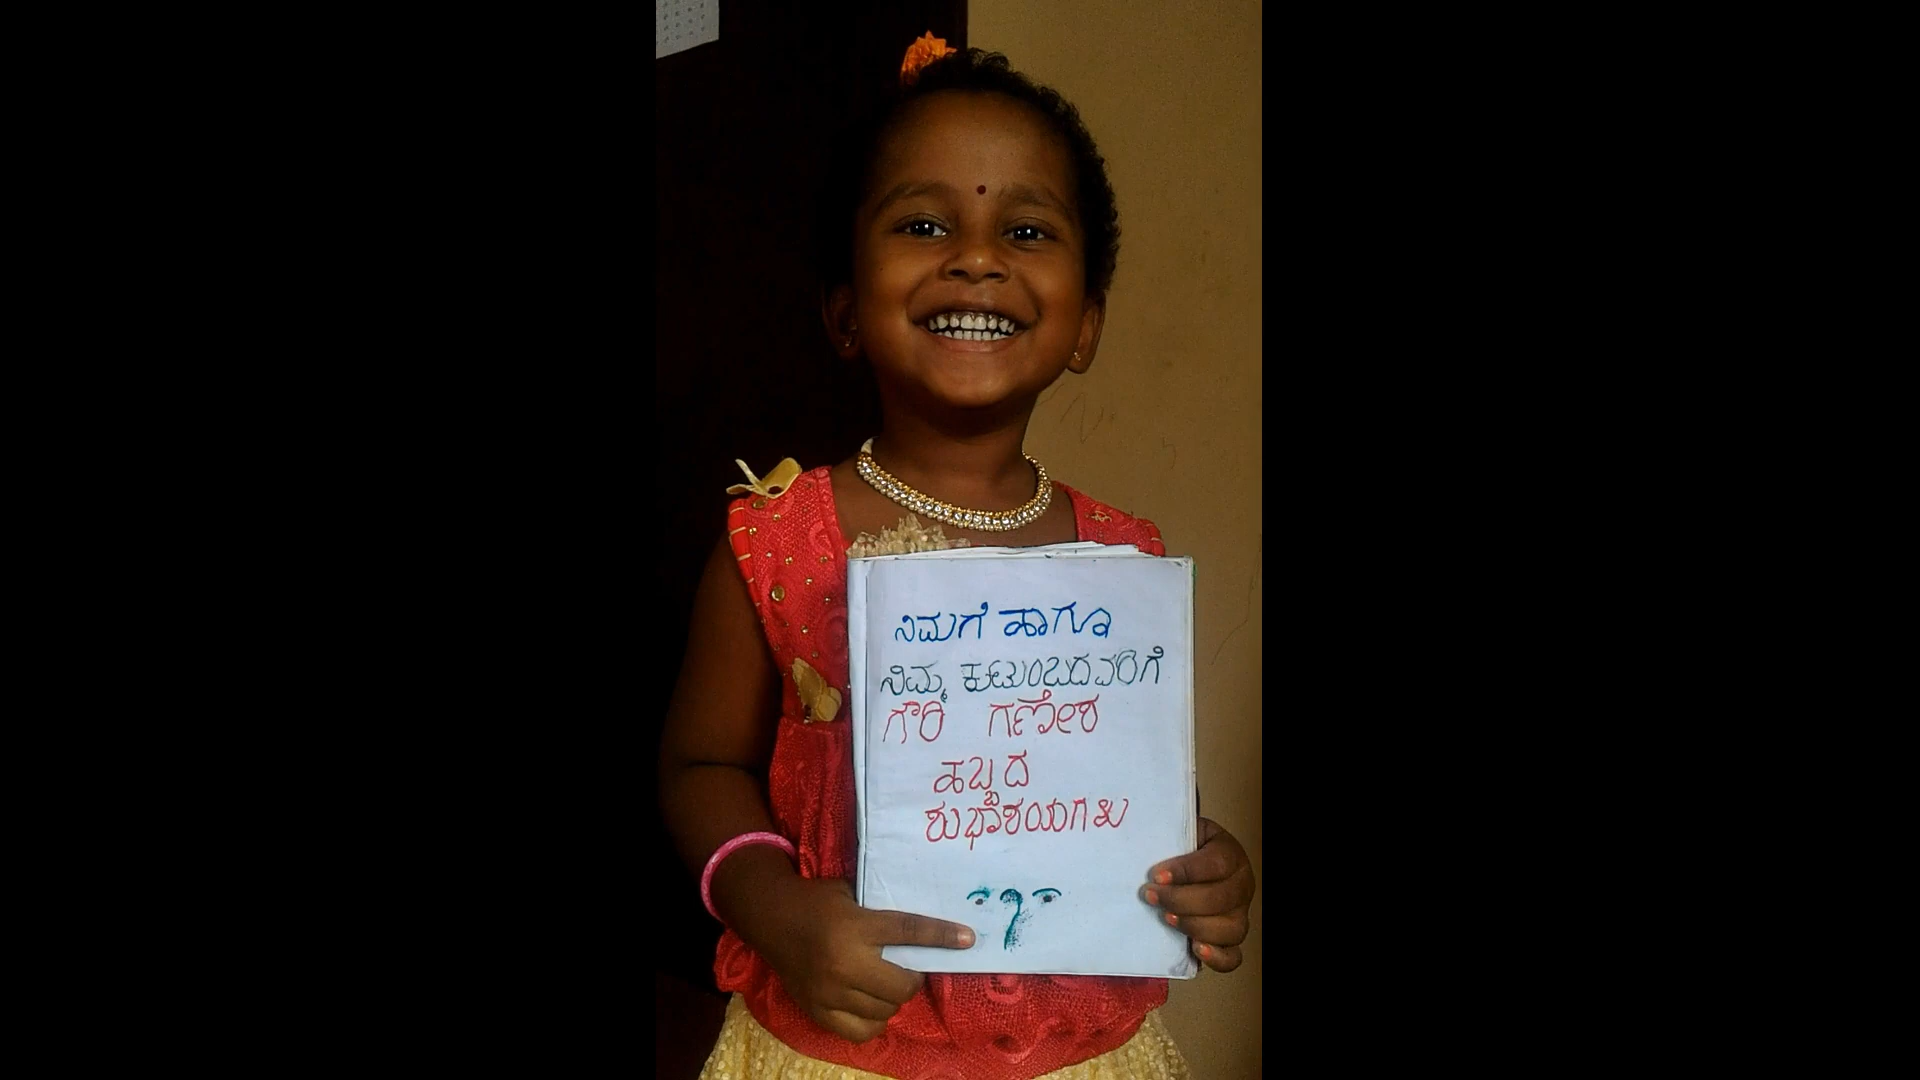 ನಿಮಗೆ ಹಾಗೂ
ನಿಮ್ಮ ಕುಟುಂಬದವರಿಗೆ
ಗೌರಿ ಗಣೇಶ
ಹಬ್ಬದ
ಶುಭಾಶಯಗಳು